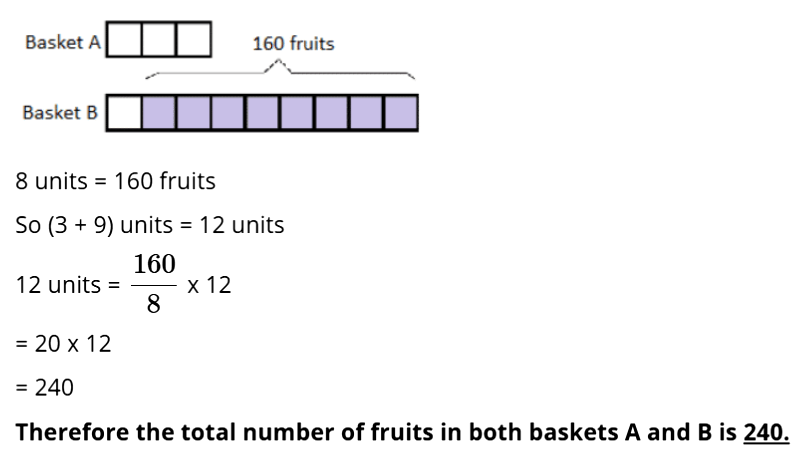 Basket A
160 fruits
Basket B
8 units = 160 fruits
So (3 + 9) units = 12 units
12 units = 160/8 x 12
= 20 x 12
= 240
Therefore the total number of fruits in both baskets A and B is 240.